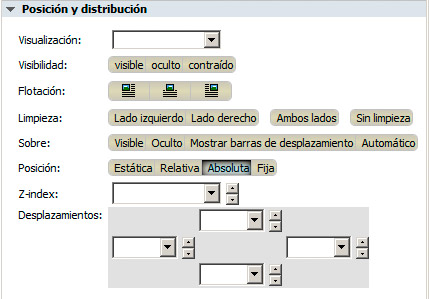 Posición y distribución
Visualización:
Visibilidad: visible oculto contraído
Flotación:
Limpieza: Lado izquierdo Lado derecho Ambos lados Sin limpieza
Sobre: Visible Oculto Mostrar barras de desplazamiento Automático
Posición: Estática Relativa Absoluta Fija
Z-index:
Desplazamientos: